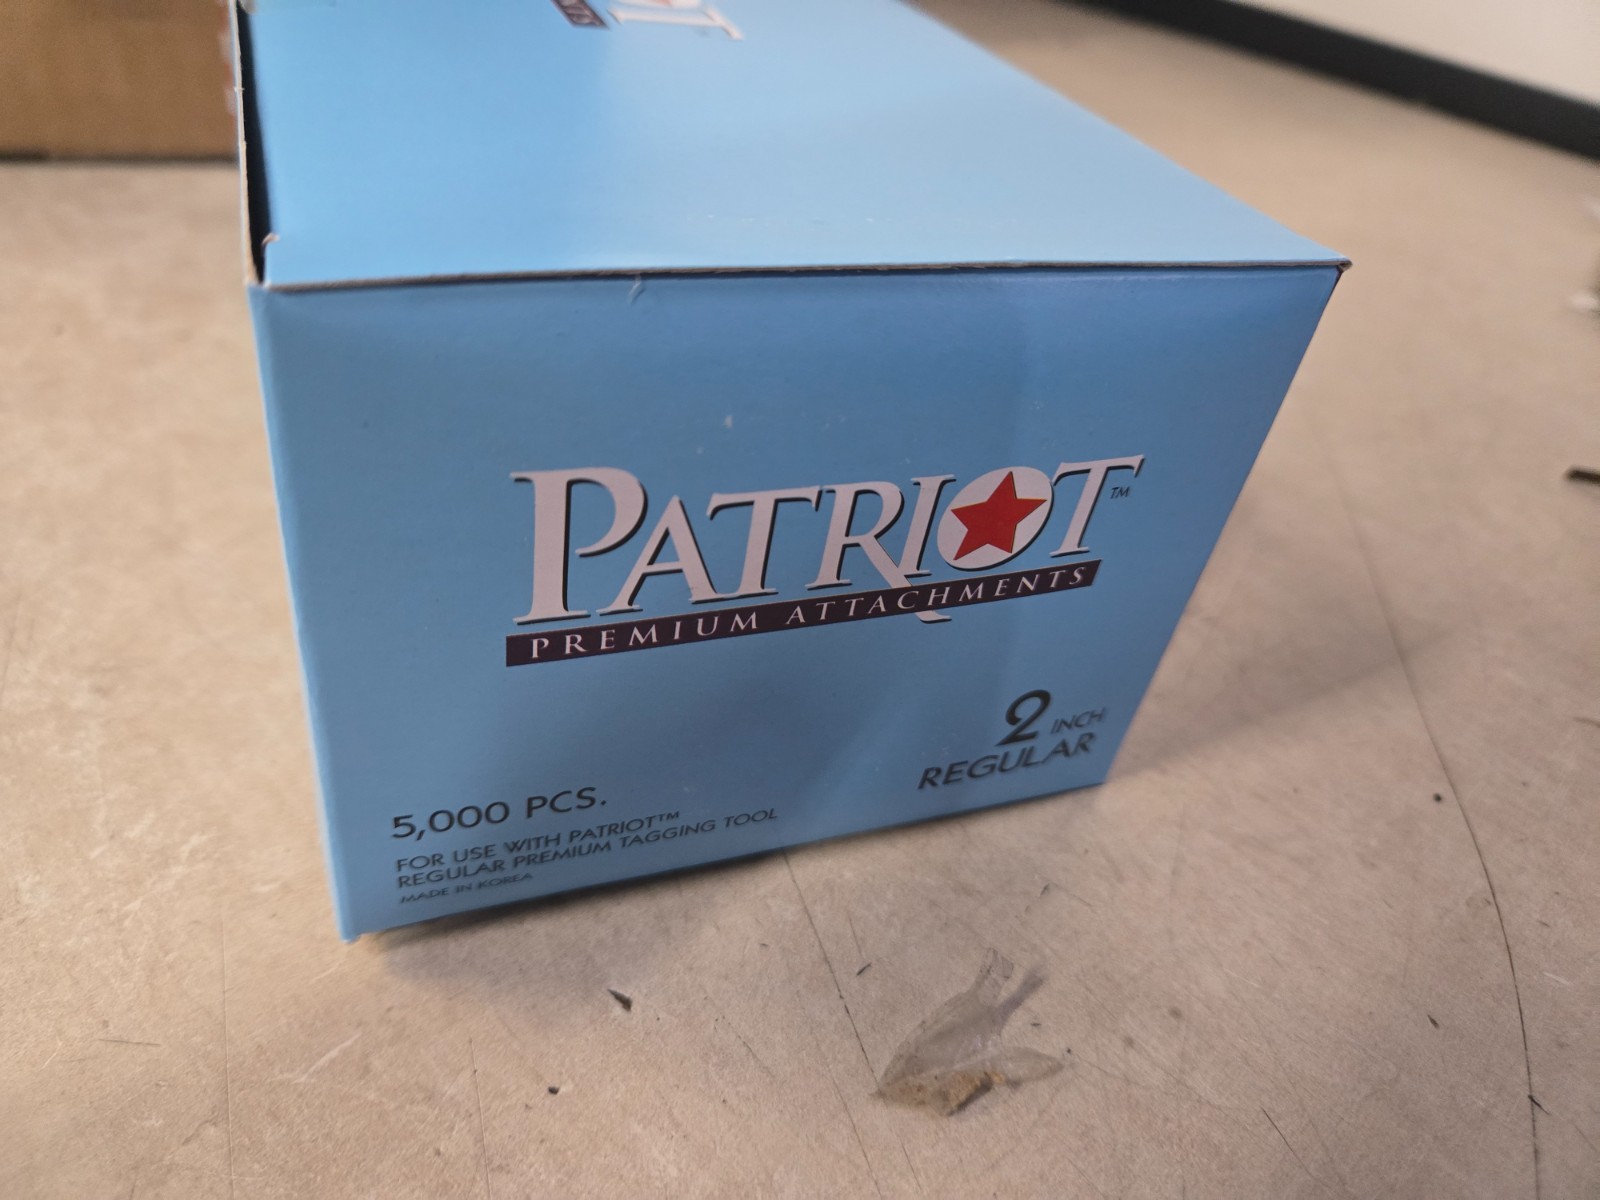 PATRIOT™
PREMIUM ATTACHMENTS
2 INCH
REGULAR
5,000 PCS.
FOR USE WITH PATRIOT™
REGULAR PREMIUM TAGGING TOOL
MADE IN KOREA